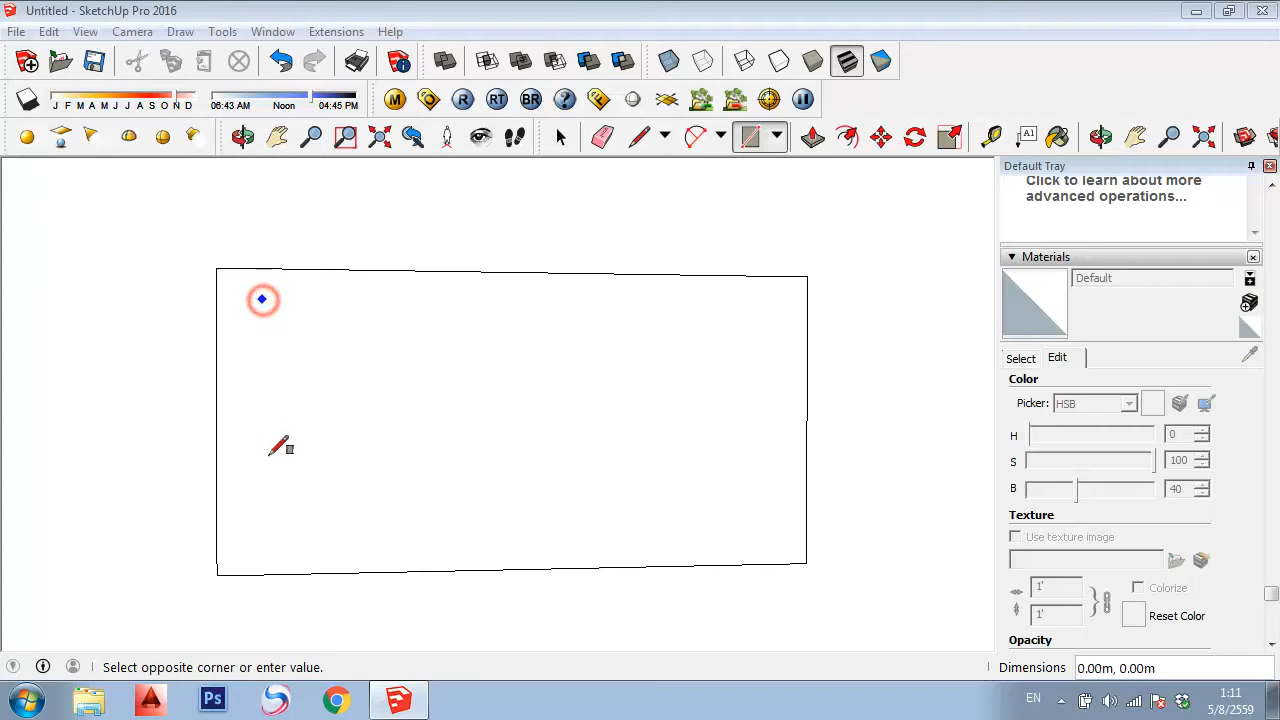 Untitled - SketchUp Pro 2016
File Edit View Camera Draw Tools Window Extensions Help
J F M A M J J A S O N D 06:43 AM Noon 04:45 PM M R RT BR ? F
A1
Default Tray
Click to learn about more
advanced operations...
Materials
Default
Select Edit
Color
Picker: HSB
H 0
S 100
B 40
Texture
Use texture image
1'
Colorize
1'
Reset Color
Opacity
Select opposite corner or enter value. Dimensions 0.00m, 0.00m
Ps EN 1:11
5/8/2559